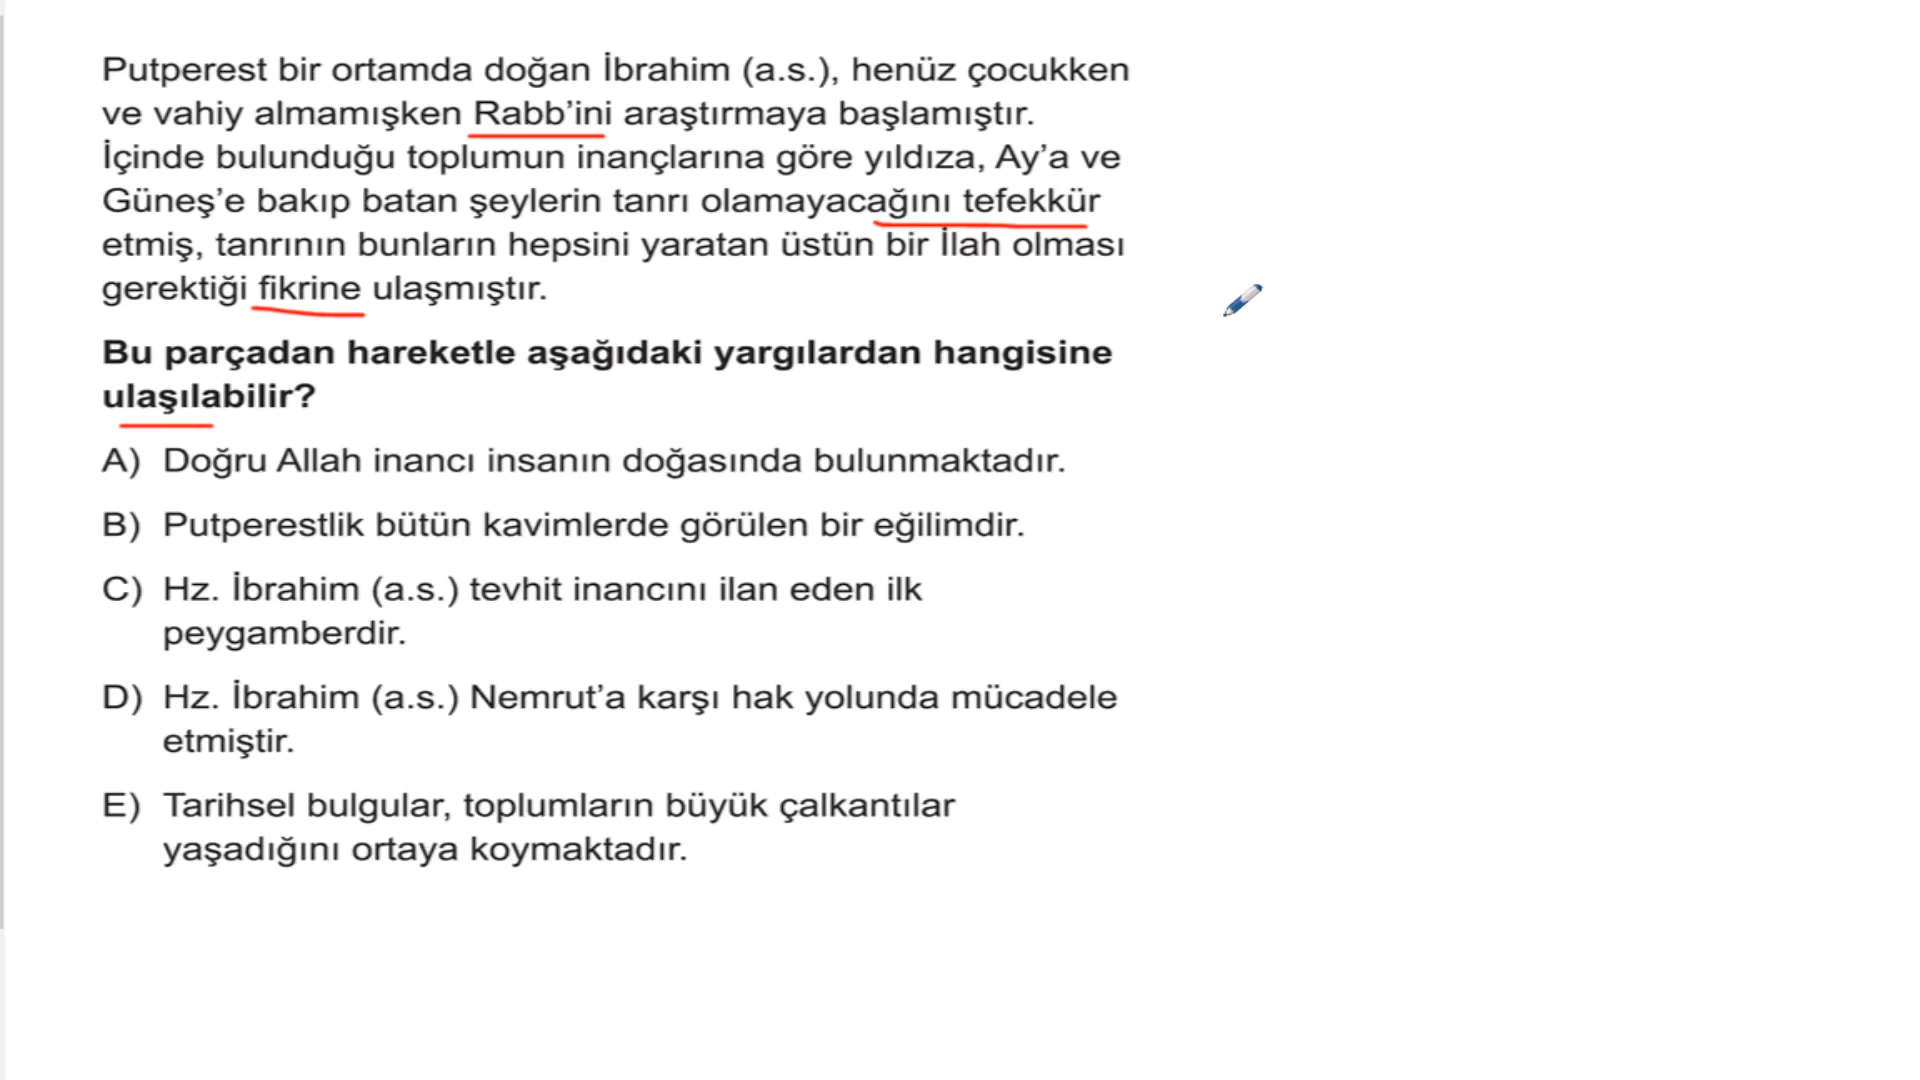 Putperest bir ortamda doğan İbrahim (a.s.), henüz çocukken
ve vahiy almamışken Rabb’ini araştırmaya başlamıştır.
İçinde bulunduğu toplumun inançlarına göre yıldıza, Ay’a ve
Güneş’e bakıp batan şeylerin tanrı olamayacağını tefekkür
etmiş, tanrının bunların hepsini yaratan üstün bir İlah olması
gerektiği fikrine ulaşmıştır.
Bu parçadan hareketle aşağıdaki yargılardan hangisine
ulaşılabilir?
A) Doğru Allah inancı insanın doğasında bulunmaktadır.
B) Putperestlik bütün kavimlerde görülen bir eğilimdir.
C) Hz. İbrahim (a.s.) tevhit inancını ilan eden ilk
peygamberdir.
D) Hz. İbrahim (a.s.) Nemrut’a karşı hak yolunda mücadele
etmiştir.
E) Tarihsel bulgular, toplumların büyük çalkantılar
yaşadığını ortaya koymaktadır.